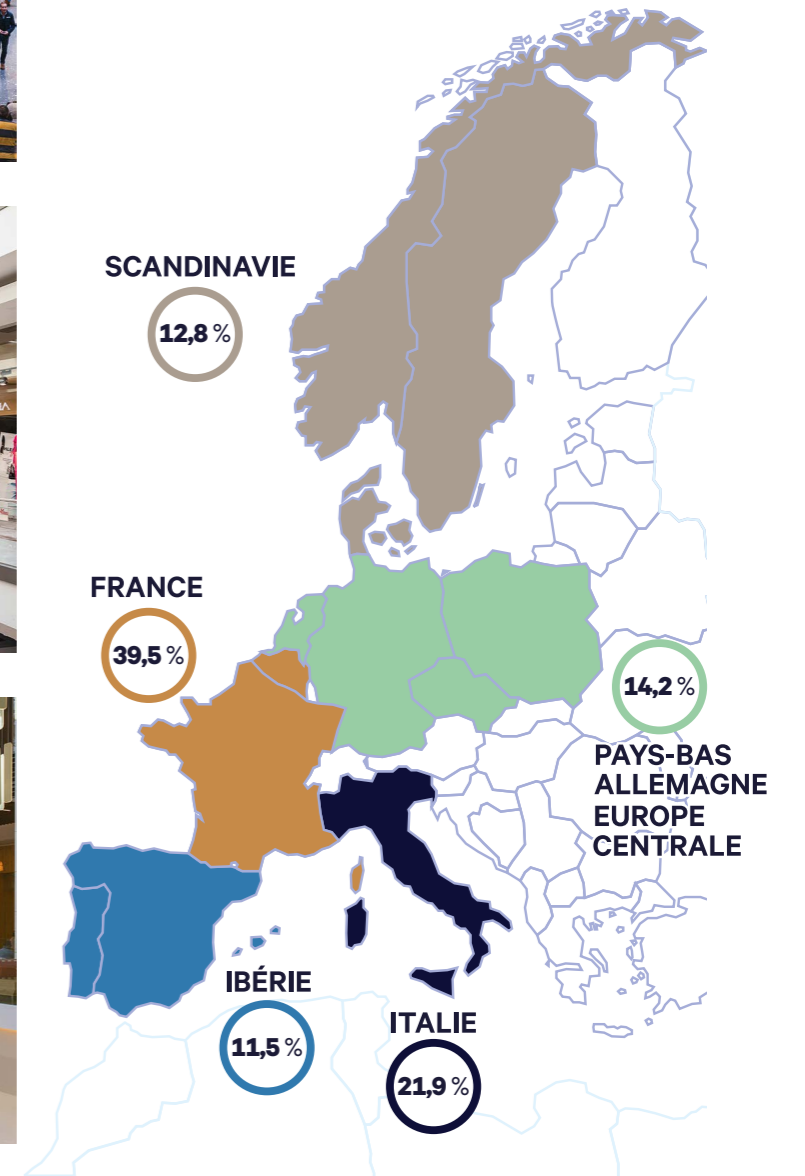 SCANDINAVIE
12,8 %
FRANCE
39,5 %
14,2 %
PAYS-BAS
ALLEMAGNE
EUROPE
CENTRALE
IBÉRIE
11,5 %
ITALIE
21,9 %